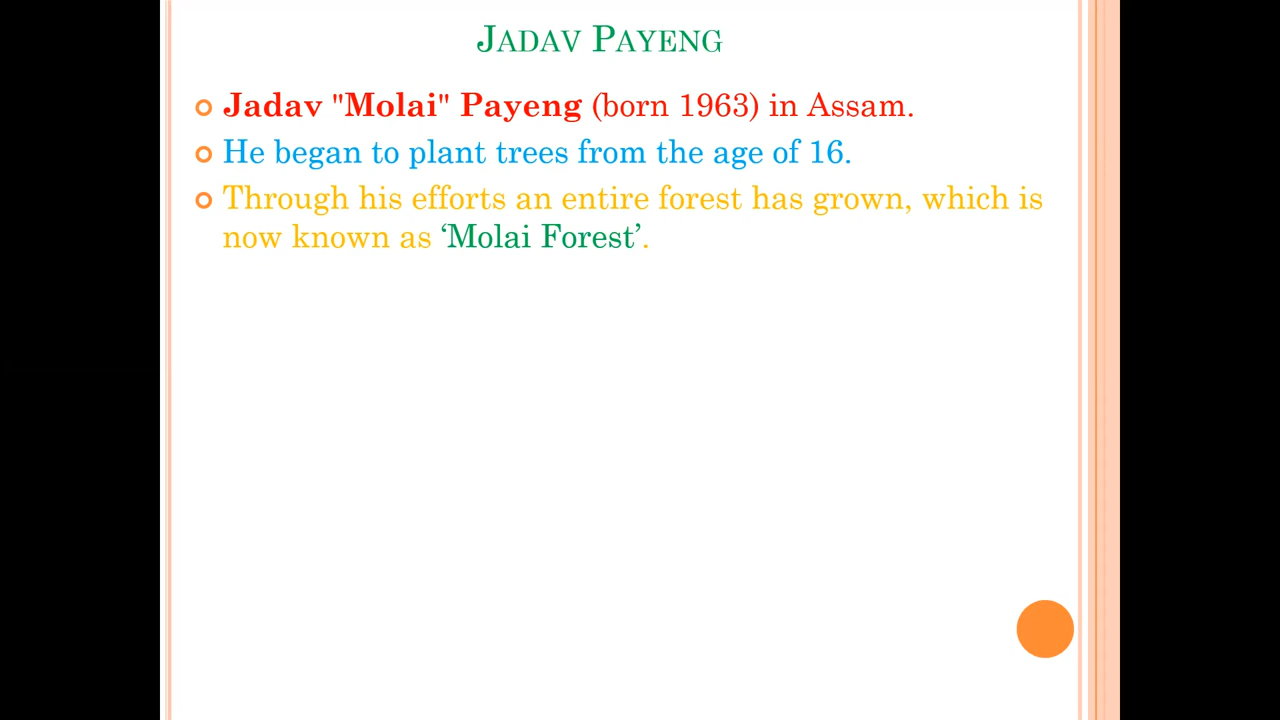 JADAV PAYENG
Jadav "Molai" Payeng (born 1963) in Assam.
He began to plant trees from the age of 16.
Through his efforts an entire forest has grown, which is
now known as ‘Molai Forest’.